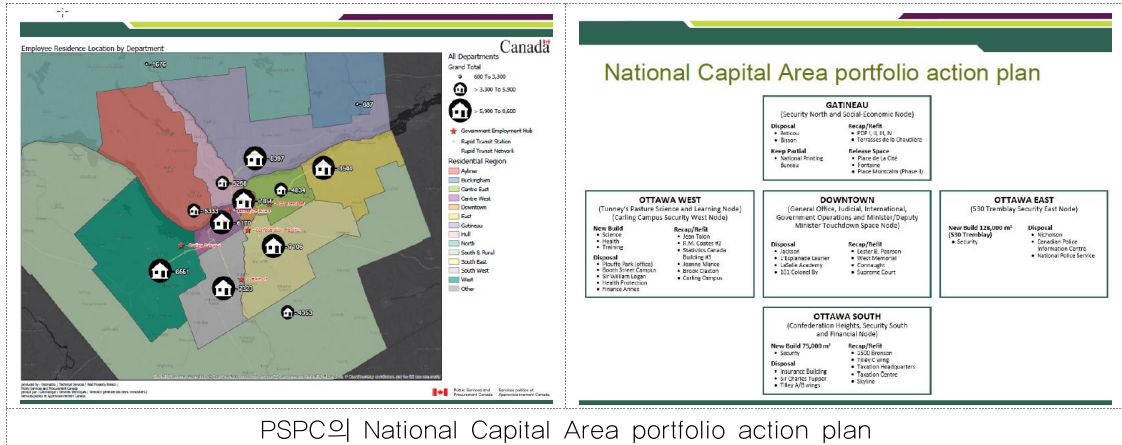 Employee Residence Location by Department
Canada
All Departments
Grand Total
600 To 3,300
> 3,300 To 5,900
> 5,900 To 8,600
Government Employment Hub
Rapid Transit Station
Rapid Transit Network
Residential Region
Aylmer
Buckingham
Centre East
Centre West
Downtown
East
Gatineau
Hull
North
South & Rural
South East
South West
West
Other
Public Services and
Procurement Canada
Services publics et
Approvisionnement Canada
National Capital Area portfolio action plan
GATINEAU
(Security North and Social-Economic Node)
Disposal
• Asticou
• Bisson
Keep Partial
• National Printing
Bureau
Recap/Refit
• PDP I, II, III, IV
• Terrasses de la Chaudière
Release Space
• Place de La Cité
• Fontaine
• Place Montcalm (Phase II)
OTTAWA WEST
(Tunney's Pasture Science and Learning Node)
(Carling Campus Security West Node)
New Build
• Science
• Health
• Training
Disposal
• Plouffe Park (office)
• Booth Street Campus
• Sir William Logan
• Health Protection
• Finance Annex
Recap/Refit
• Jean Talon
• R.H. Coates #2
• Statistics Canada
Building #3
• Jeanne Mance
• Brook Claxton
• Carling Campus
DOWNTOWN
(General Office, Judicial, International,
Government Operations and Minister/Deputy
Minister Touchdown Space Node)
Disposal
• Jackson
• L'Esplanade Laurier
• LaSalle Academy
• 101 Colonel By
Recap/Refit
• Lester B. Pearson
• West Memorial
• Connaught
• Supreme Court
OTTAWA EAST
(530 Tremblay Security East Node)
New Build 128,000 m²
(530 Tremblay)
• Security
Disposal
• Nicholson
• Canadian Police
Information Centre
• National Police Service
OTTAWA SOUTH
(Confederation Heights, Security South
and Financial Node)
New Build 75,000 m²
• Security
Disposal
• Insurance Building
• Sir Charles Tupper
• Tilley A/B wings
Recap/Refit
• 1500 Bronson
• Tilley C wing
• Taxation Headquarters
• Taxation Centre
• Skyline
PSPC의 National Capital Area portfolio action plan